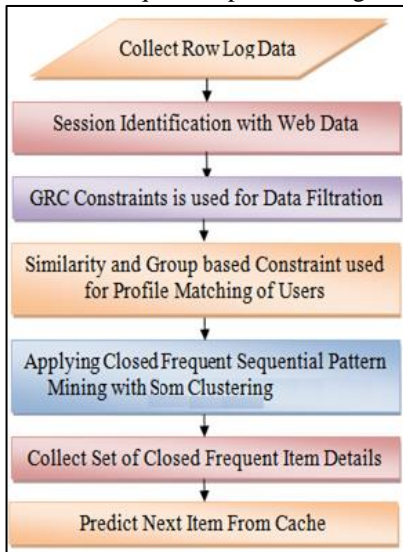 Collect Row Log Data
Session Identification with Web Data
GRC Constraints is used for Data Filtration
Similarity and Group based Constraint used
for Profile Matching of Users
Applying Closed Frequent Sequential Pattern
Mining with Som Clustering
Collect Set of Closed Frequent Item Details
Predict Next Item From Cache